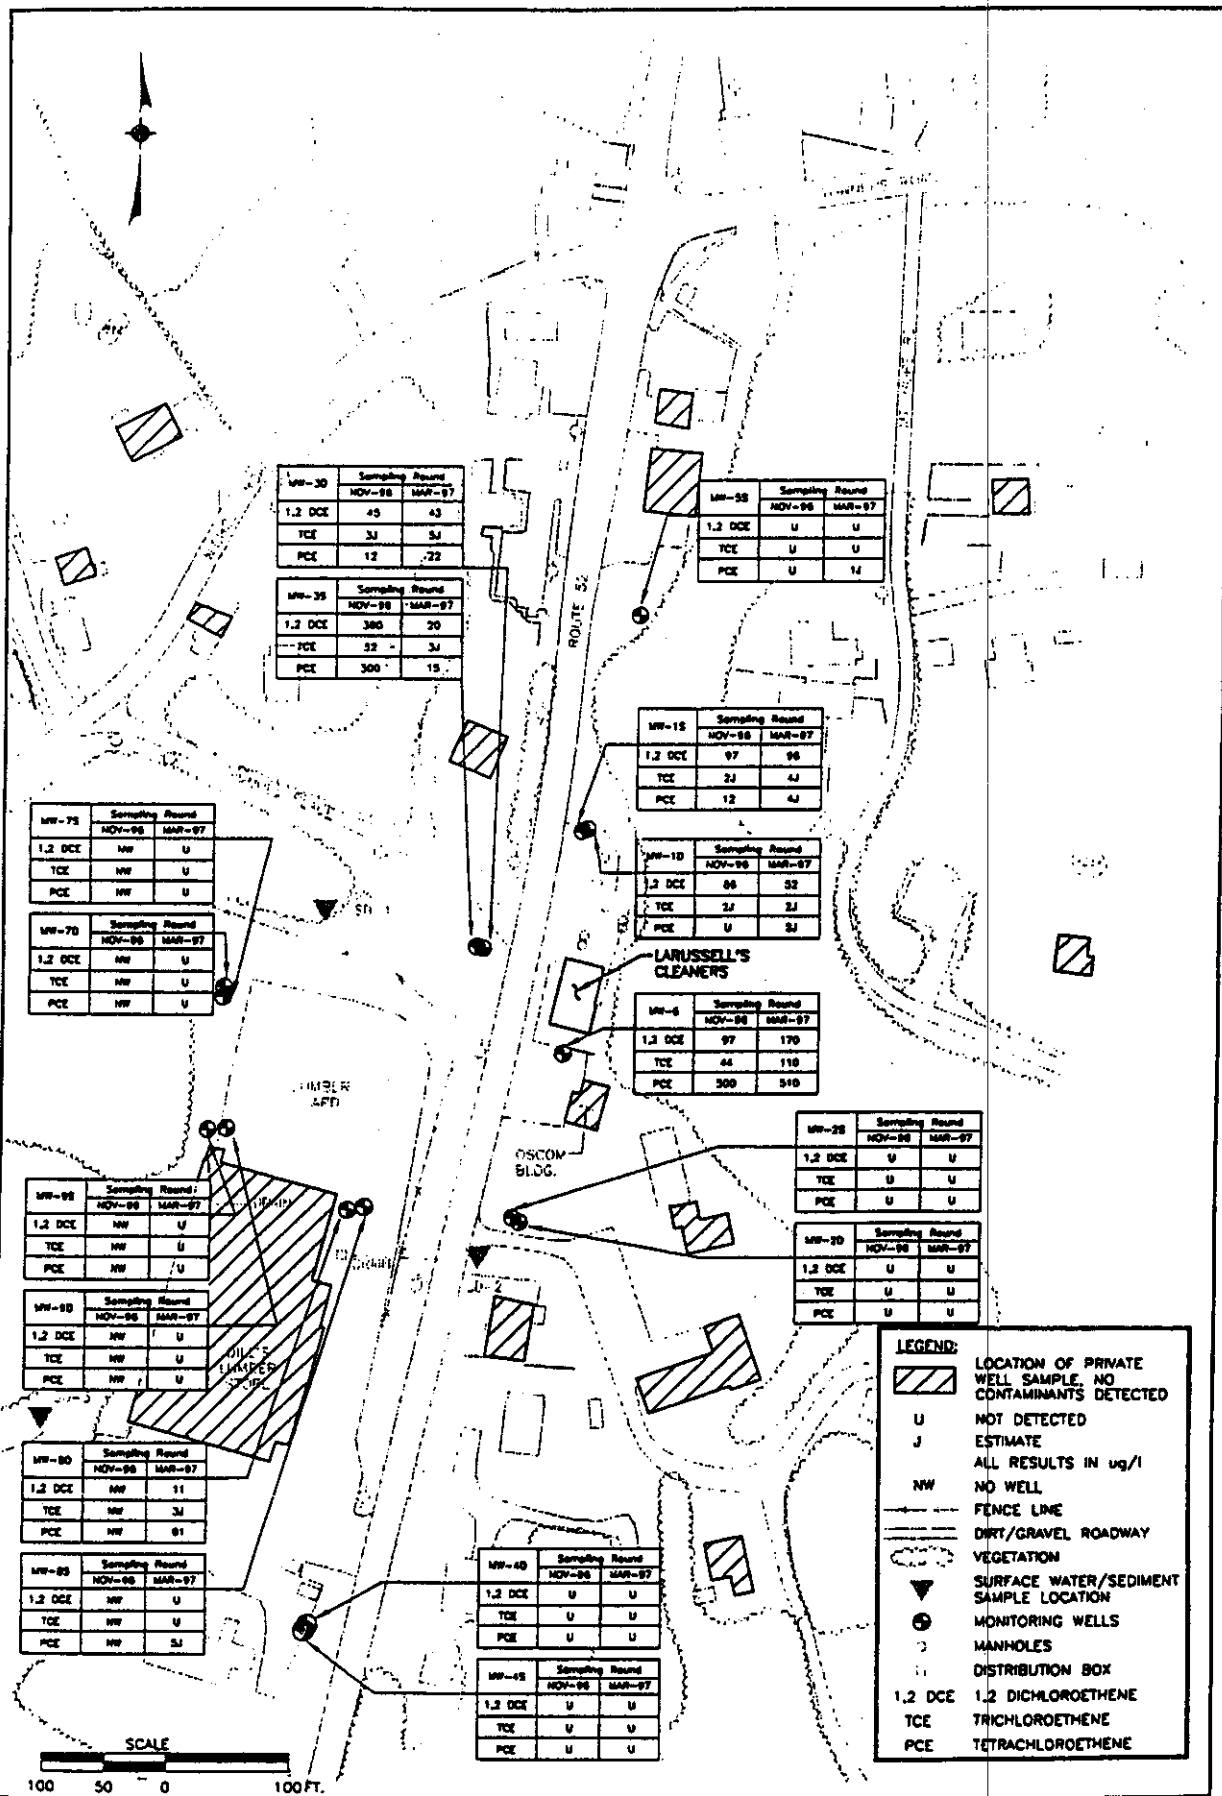 MW-3D Sampling Round
NOV-96 MAR-97
1,2 DCE 45 43
TCE 3J 5J
PCE 12 22
MW-3S Sampling Round
NOV-96 MAR-97
1,2 DCE 380 20
TCE 52 3J
PCE 300 15
MW-5S Sampling Round
NOV-96 MAR-97
1,2 DCE U U
TCE U U
PCE U 1J
ROUTE 52
MW-1S Sampling Round
NOV-96 MAR-97
1,2 DCE 97 96
TCE 2J 4J
PCE 12 4J
MW-7S Sampling Round
NOV-96 MAR-97
1,2 DCE NW U
TCE NW U
PCE NW U
MW-1D Sampling Round
NOV-96 MAR-97
1,2 DCE 86 52
TCE 2J 2J
PCE U 3J
SD-1
MW-7D Sampling Round
NOV-96 MAR-97
1,2 DCE NW U
TCE NW U
PCE NW U
LARUSSELL'S
CLEANERS
MW-6 Sampling Round
NOV-96 MAR-97
1,2 DCE 97 170
TCE 44 110
PCE 500 510
LUMBER
YARD
OSCOM
BLDG.
MW-2S Sampling Round
NOV-96 MAR-97
1,2 DCE U U
TCE U U
PCE U U
MW-9S Sampling Round
NOV-96 MAR-97
1,2 DCE NW U
TCE NW U
PCE NW U
MW-2D Sampling Round
NOV-96 MAR-97
1,2 DCE U U
TCE U U
PCE U U
MW-9D Sampling Round
NOV-96 MAR-97
1,2 DCE NW U
TCE NW U
PCE NW U
LUMBER
STORE
MW-8D Sampling Round
NOV-96 MAR-97
1,2 DCE NW 11
TCE NW 3J
PCE NW 61
MW-8S Sampling Round
NOV-96 MAR-97
1,2 DCE NW U
TCE NW U
PCE NW 5J
MW-4D Sampling Round
NOV-96 MAR-97
1,2 DCE U U
TCE U U
PCE U U
MW-4S Sampling Round
NOV-96 MAR-97
1,2 DCE U U
TCE U U
PCE U U
LEGEND:
LOCATION OF PRIVATE
WELL SAMPLE, NO
CONTAMINANTS DETECTED
U NOT DETECTED
J ESTIMATE
ALL RESULTS IN ug/l
NW NO WELL
FENCE LINE
DIRT/GRAVEL ROADWAY
VEGETATION
SURFACE WATER/SEDIMENT
SAMPLE LOCATION
MONITORING WELLS
MANHOLES
DISTRIBUTION BOX
1,2 DCE 1,2 DICHLOROETHENE
TCE TRICHLOROETHENE
PCE TETRACHLOROETHENE
SCALE
100 50 0 100 FT.